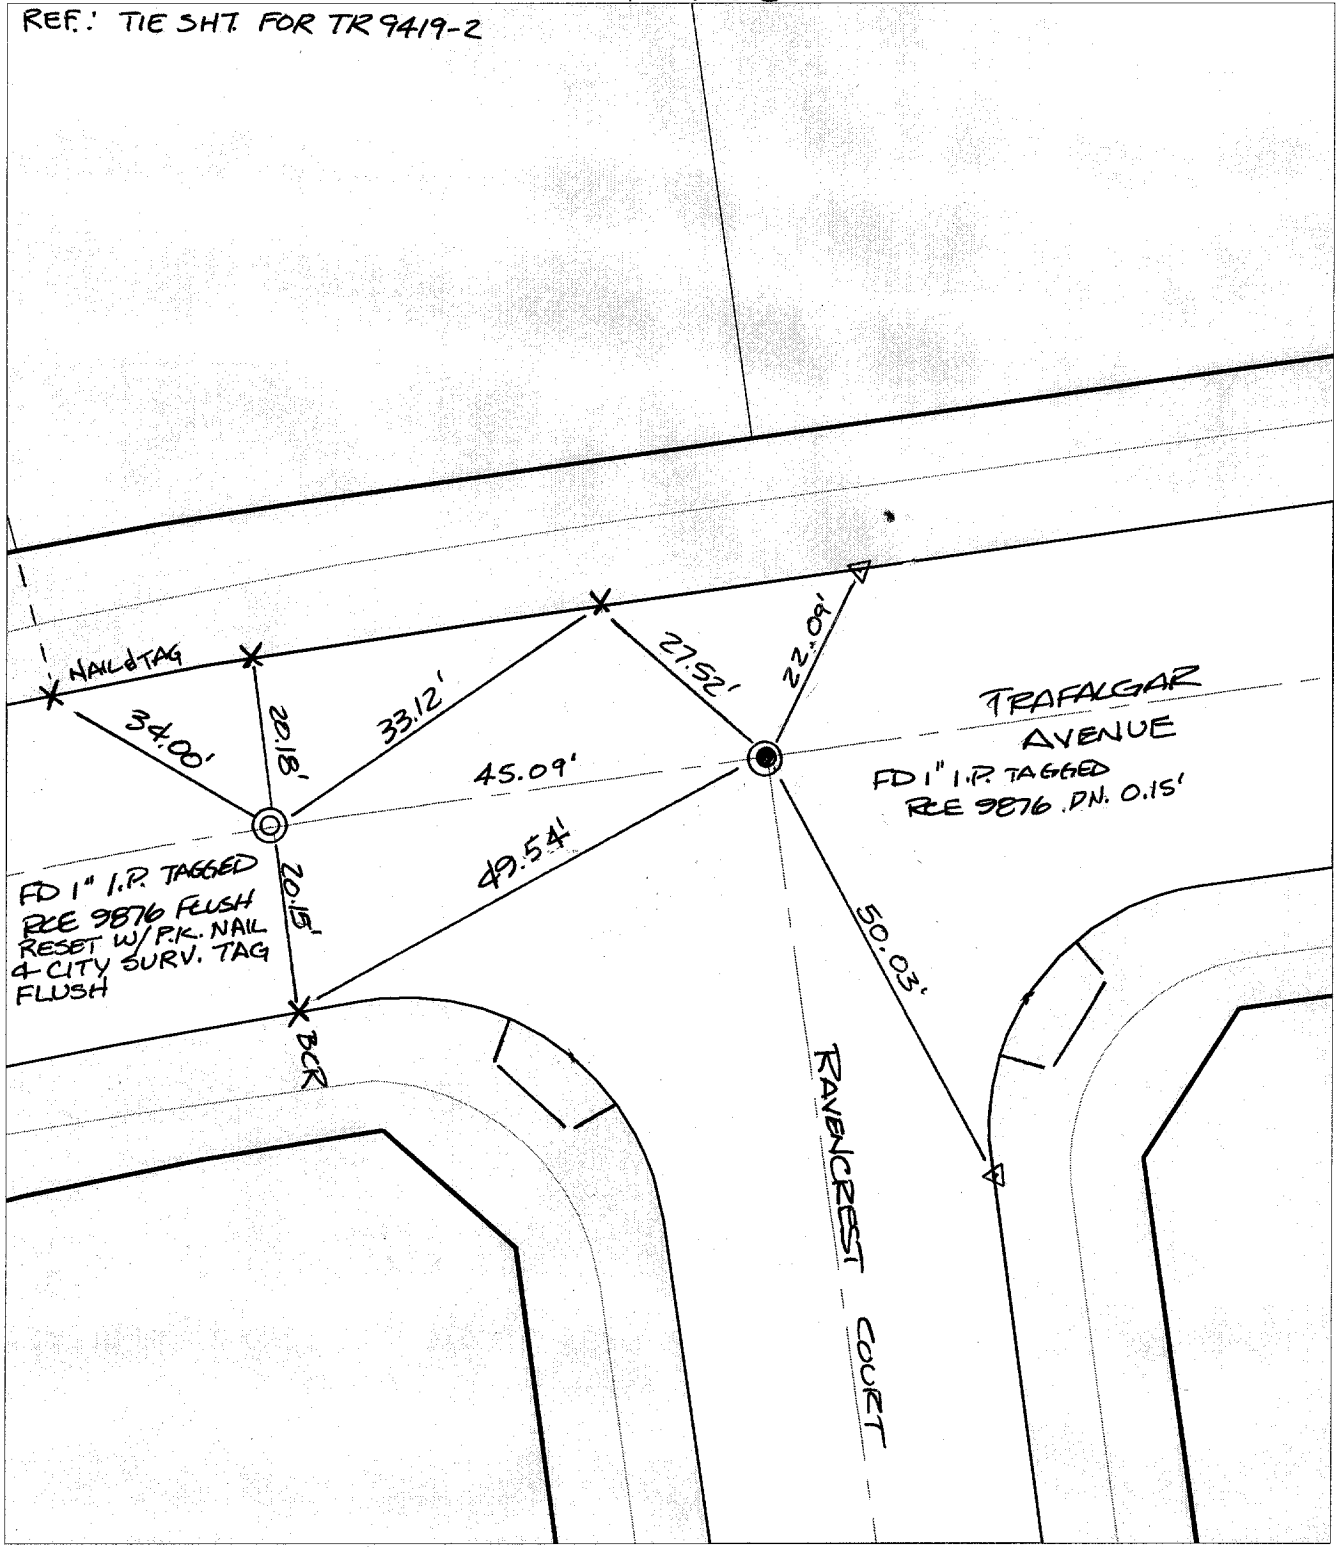 REF.: TIE SHT. FOR TR 9419-2
NAIL & TAG
34.00'
20.18'
33.12'
27.52'
22.09'
TRAFALGAR
AVENUE
FD 1" I.P. TAGGED
RCE 9876 .DN. 0.15'
45.09'
49.54'
FD 1" I.P. TAGGED
RCE 9876 FLUSH
RESET W/ P.K. NAIL
& CITY SURV. TAG
FLUSH
20.15'
50.03'
BCR
RAVENCREST COURT